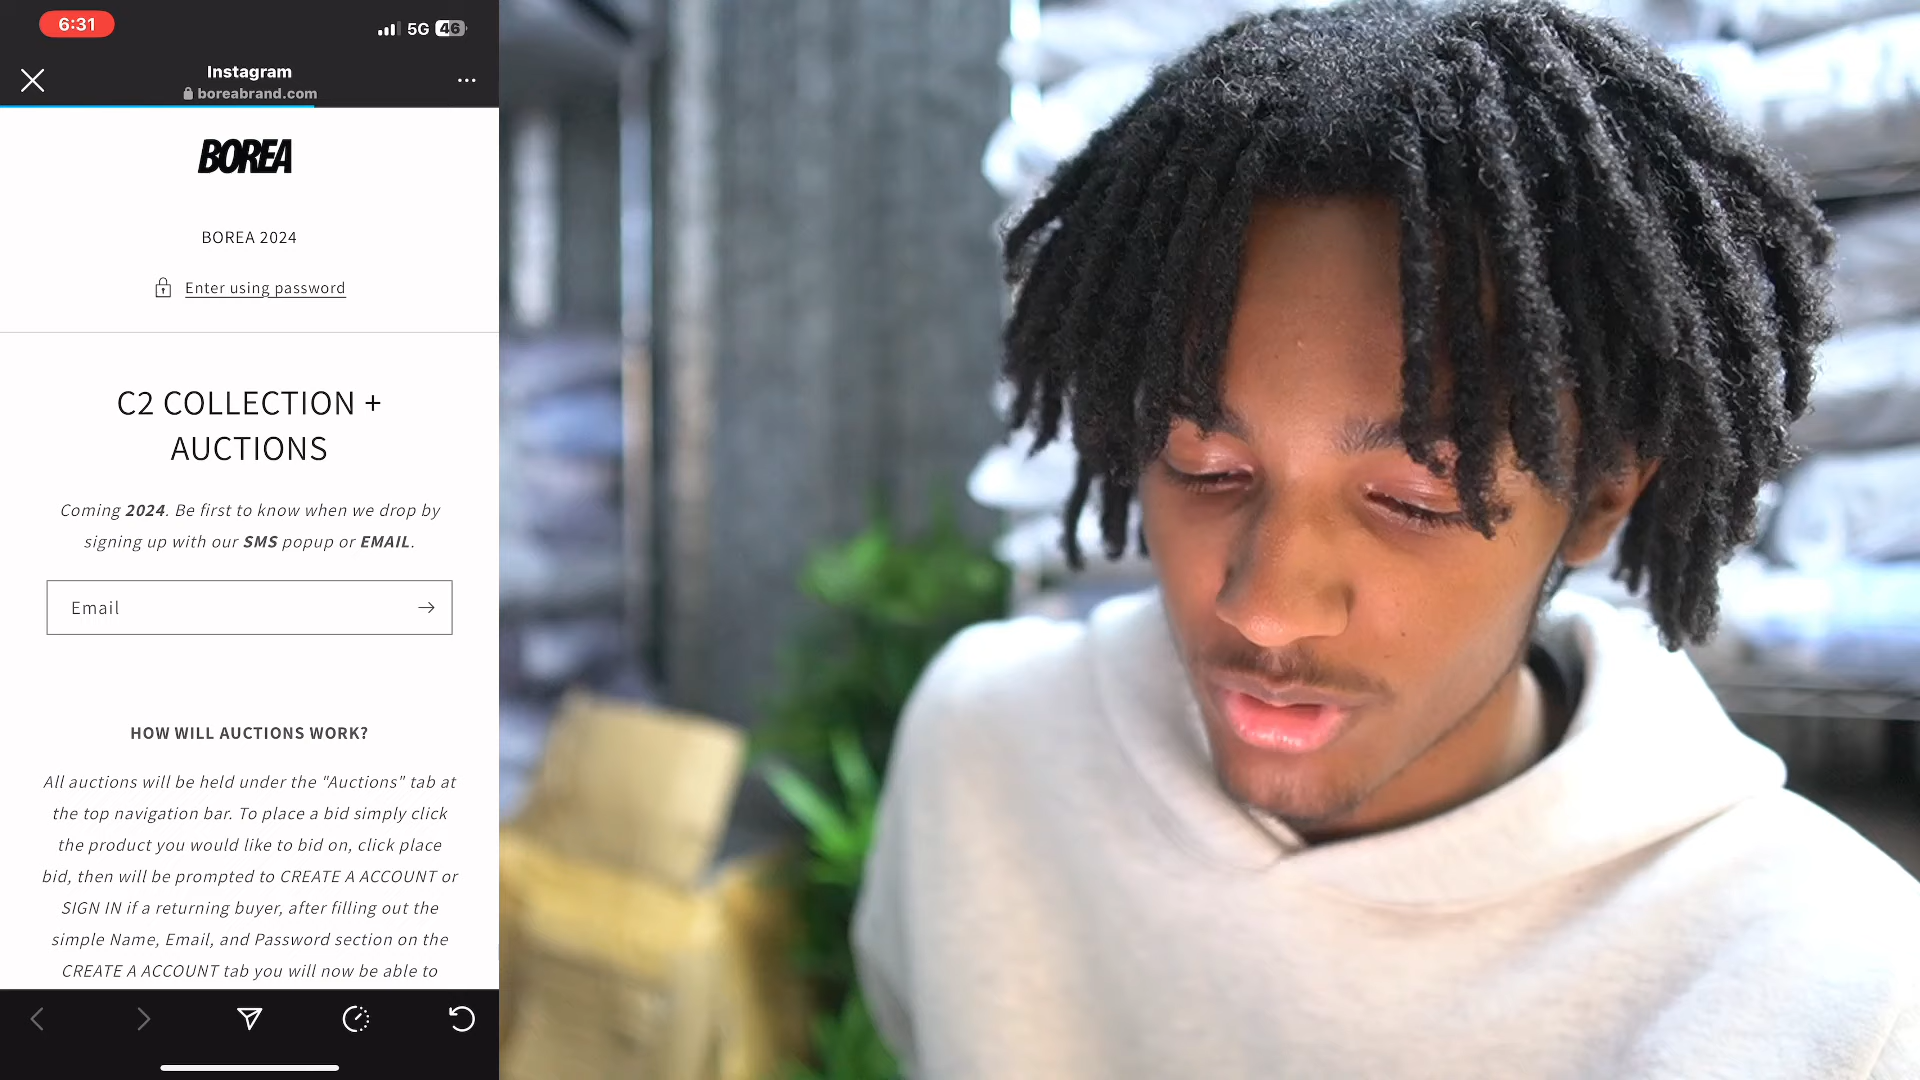 6:31
5G 46
Instagram
boreabrand.com
BOREA
BOREA 2024
Enter using password
C2 COLLECTION +
AUCTIONS
Coming 2024. Be first to know when we drop by
signing up with our SMS popup or EMAIL.
Email
HOW WILL AUCTIONS WORK?
All auctions will be held under the "Auctions" tab at
the top navigation bar. To place a bid simply click
the product you would like to bid on, click place
bid, then will be prompted to CREATE A ACCOUNT or
SIGN IN if a returning buyer, after filling out the
simple Name, Email, and Password section on the
CREATE A ACCOUNT tab you will now be able to